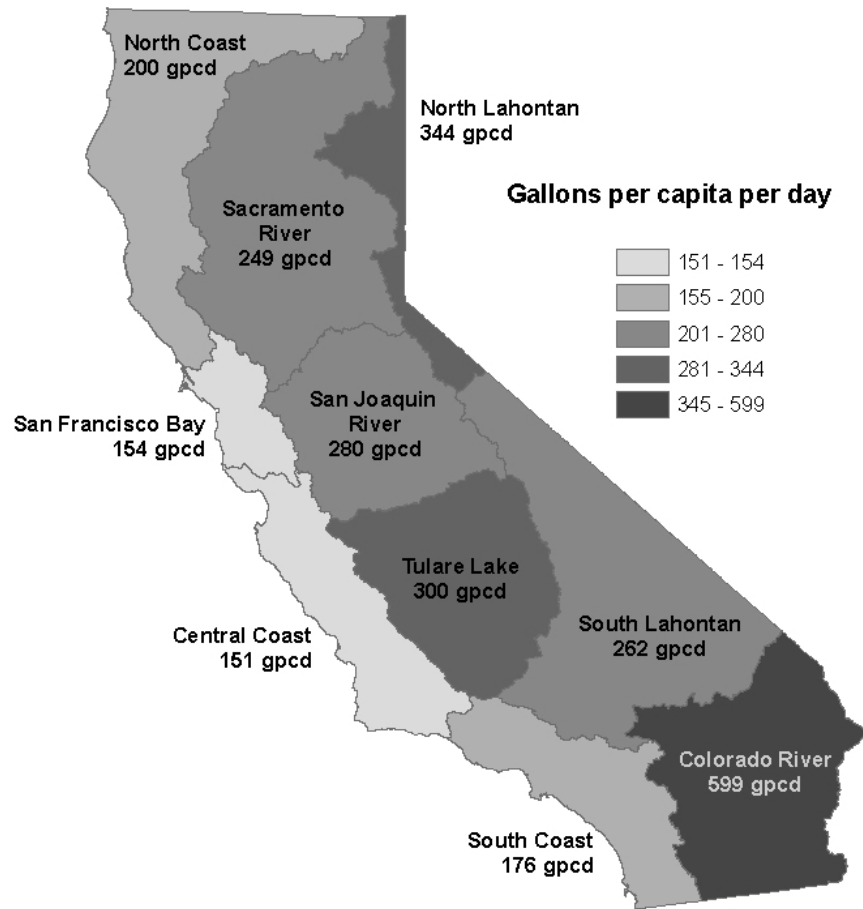 North Coast
200 gpcd
North Lahontan
344 gpcd
Gallons per capita per day
151 - 154
155 - 200
201 - 280
281 - 344
345 - 599
Sacramento
River
249 gpcd
San Joaquin
River
280 gpcd
San Francisco Bay
154 gpcd
Tulare Lake
300 gpcd
South Lahontan
262 gpcd
Central Coast
151 gpcd
Colorado River
599 gpcd
South Coast
176 gpcd